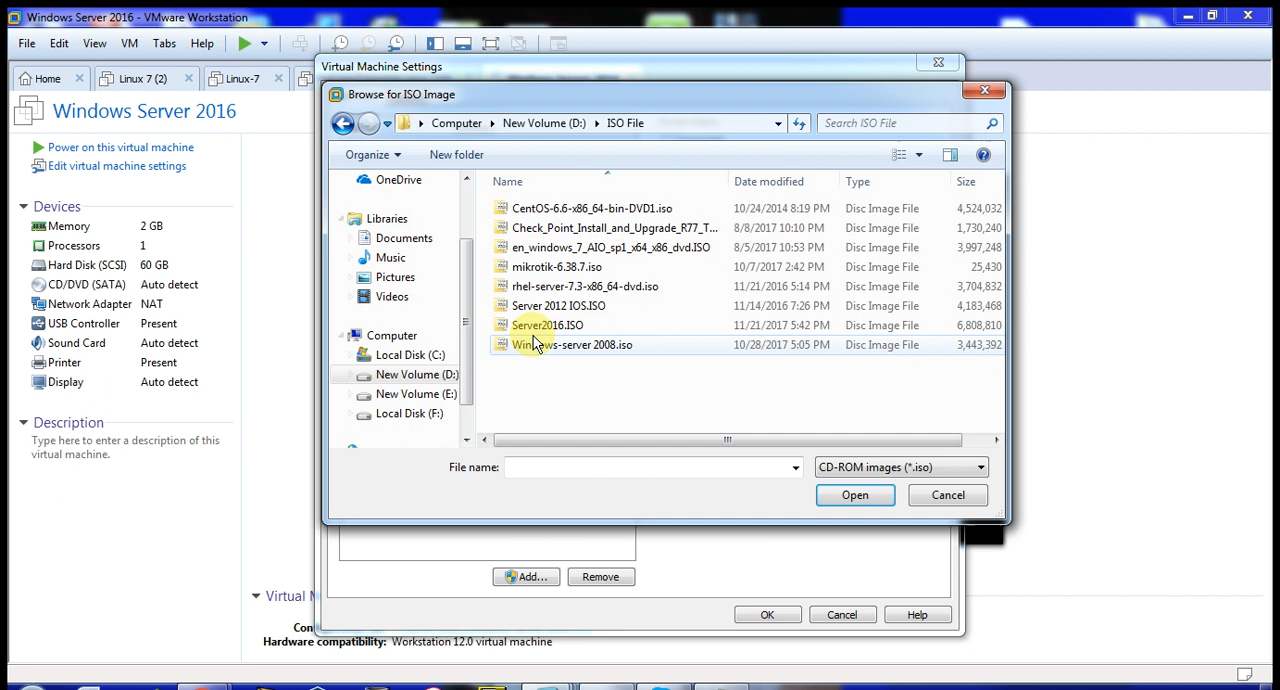 Windows Server 2016 - VMware Workstation
File Edit View VM Tabs Help
Home Linux 7 (2) Linux-7
Virtual Machine Settings
Browse for ISO Image
Windows Server 2016
Computer New Volume (D:) ISO File
Search ISO File
Power on this virtual machine
Edit virtual machine settings
Organize New folder
Devices
Memory 2 GB
Processors 1
Hard Disk (SCSI) 60 GB
CD/DVD (SATA) Auto detect
Network Adapter NAT
USB Controller Present
Sound Card Auto detect
Printer Present
Display Auto detect
Description
Type here to enter a description of this
virtual machine.
OneDrive
Libraries
Documents
Music
Pictures
Videos
Computer
Local Disk (C:)
New Volume (D:)
New Volume (E:)
Local Disk (F:)
Name Date modified Type Size
CentOS-6.6-x86_64-bin-DVD1.iso 10/24/2014 8:19 PM Disc Image File 4,524,032
Check_Point_Install_and_Upgrade_R77_T... 8/8/2017 10:10 PM Disc Image File 1,730,240
en_windows_7_AIO_sp1_x64_x86_dvd.ISO 8/5/2017 10:53 PM Disc Image File 3,997,248
mikrotik-6.38.7.iso 10/7/2017 2:42 PM Disc Image File 25,430
rhel-server-7.3-x86_64-dvd.iso 11/21/2016 5:14 PM Disc Image File 3,704,832
Server 2012 IOS.ISO 11/14/2016 7:26 PM Disc Image File 4,183,468
Server2016.ISO 11/21/2017 5:42 PM Disc Image File 6,808,810
Windows-server 2008.iso 10/28/2017 5:05 PM Disc Image File 3,443,392
File name: CD-ROM images (*.iso)
Open Cancel
Add... Remove
OK Cancel Help
Virtual
Hardware compatibility: Workstation 12.0 virtual machine